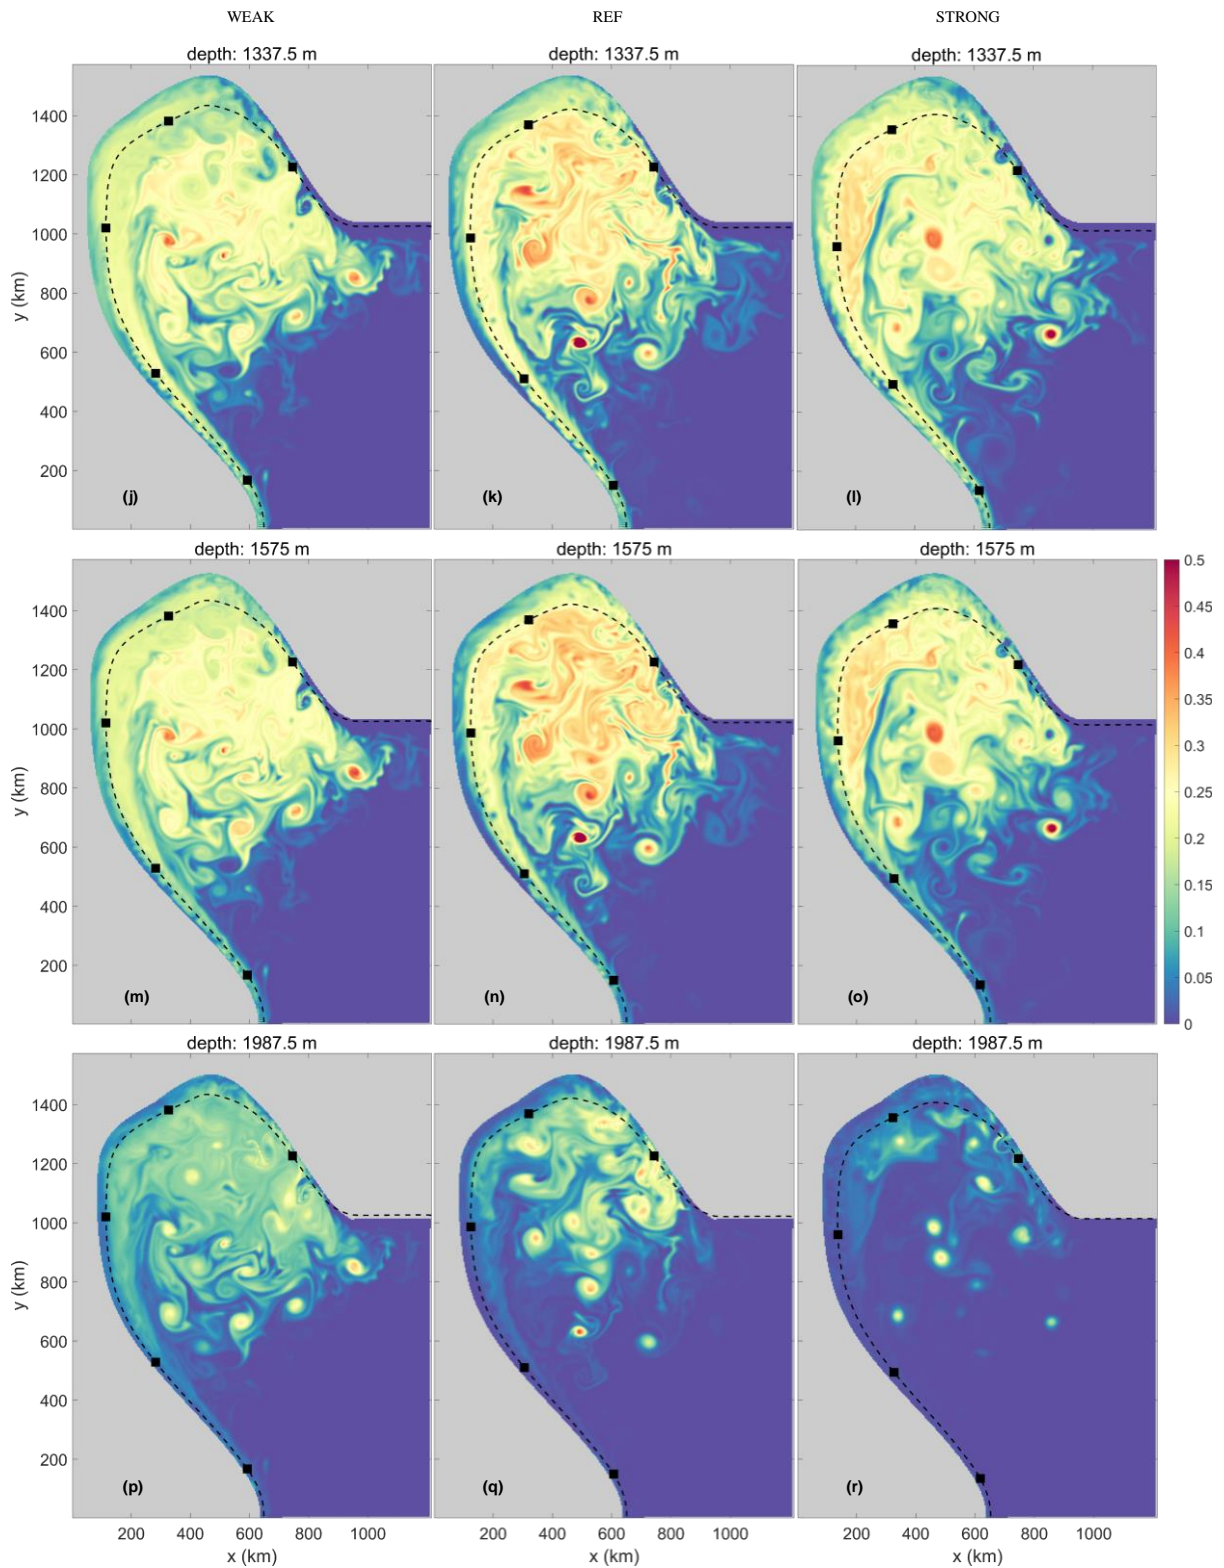 WEAK REF STRONG
depth: 1337.5 m depth: 1337.5 m depth: 1337.5 m
1400
1200
1000
800
600
400
200
y (km)
(j) (k) (l)
depth: 1575 m depth: 1575 m depth: 1575 m
1400
1200
1000
800
600
400
200
y (km)
(m) (n) (o)
0.5
0.45
0.4
0.35
0.3
0.25
0.2
0.15
0.1
0.05
0
depth: 1987.5 m depth: 1987.5 m depth: 1987.5 m
1400
1200
1000
800
600
400
200
y (km)
(p) (q) (r)
200 400 600 800 1000 200 400 600 800 1000 200 400 600 800 1000
x (km) x (km) x (km)